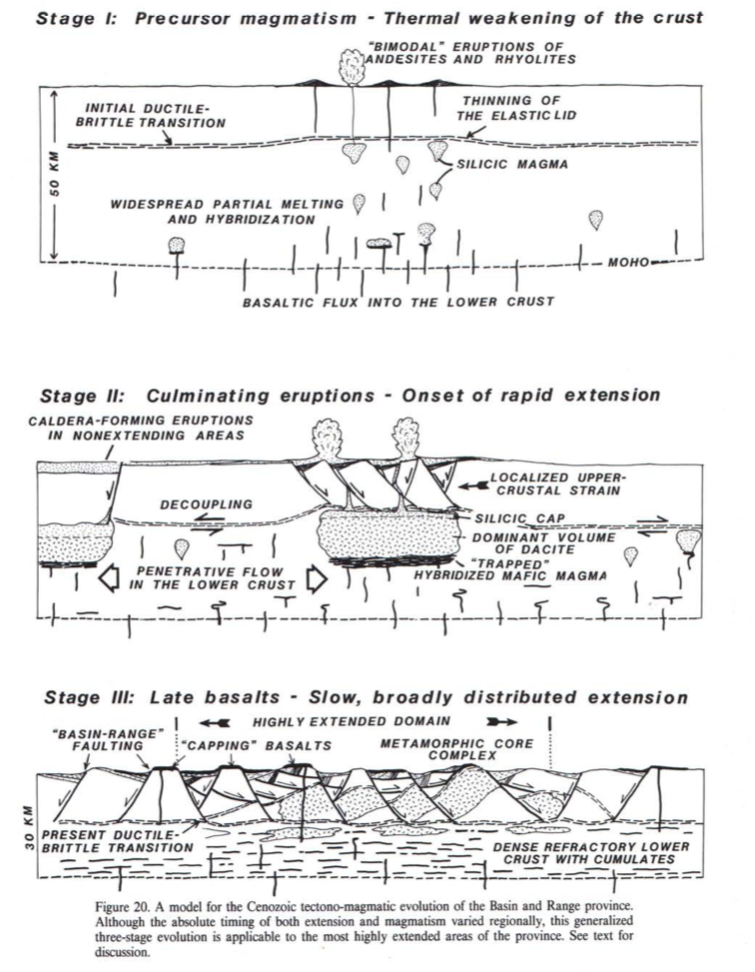 Stage I: Precursor magmatism - Thermal weakening of the crust
"BIMODAL" ERUPTIONS OF
ANDESITES AND RHYOLITES
INITIAL DUCTILE-
BRITTLE TRANSITION
THINNING OF
THE ELASTIC LID
50 KM
SILICIC MAGMA
WIDESPREAD PARTIAL MELTING
AND HYBRIDIZATION
MOHO
BASALTIC FLUX INTO THE LOWER CRUST
Stage II: Culminating eruptions - Onset of rapid extension
CALDERA-FORMING ERUPTIONS
IN NONEXTENDING AREAS
LOCALIZED UPPER-
CRUSTAL STRAIN
DECOUPLING
SILICIC CAP
DOMINANT VOLUME
OF DACITE
"TRAPPED"
HYBRIDIZED MAFIC MAGMA
PENETRATIVE FLOW
IN THE LOWER CRUST
Stage III: Late basalts - Slow, broadly distributed extension
HIGHLY EXTENDED DOMAIN
"BASIN-RANGE"
FAULTING
"CAPPING" BASALTS
METAMORPHIC CORE
COMPLEX
30 KM
PRESENT DUCTILE-
BRITTLE TRANSITION
DENSE REFRACTORY LOWER
CRUST WITH CUMULATES
Figure 20. A model for the Cenozoic tectono-magmatic evolution of the Basin and Range province.
Although the absolute timing of both extension and magmatism varied regionally, this generalized
three-stage evolution is applicable to the most highly extended areas of the province. See text for
discussion.